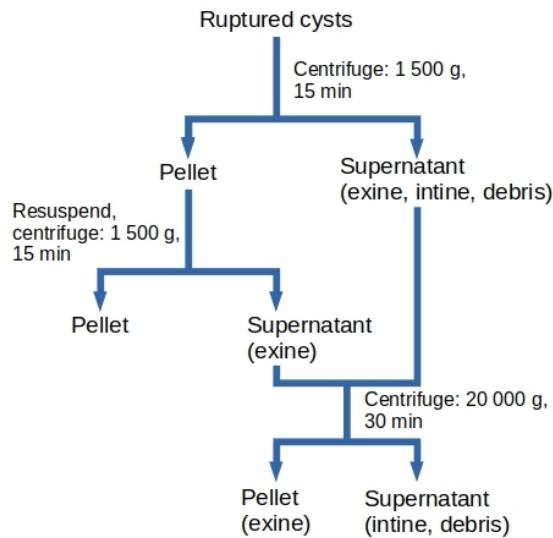 Ruptured cysts
Centrifuge: 1 500 g,
15 min
Pellet
Supernatant
(exine, intine, debris)
Resuspend,
centrifuge: 1 500 g,
15 min
Pellet
Supernatant
(exine)
Centrifuge: 20 000 g,
30 min
Pellet
(exine)
Supernatant
(intine, debris)